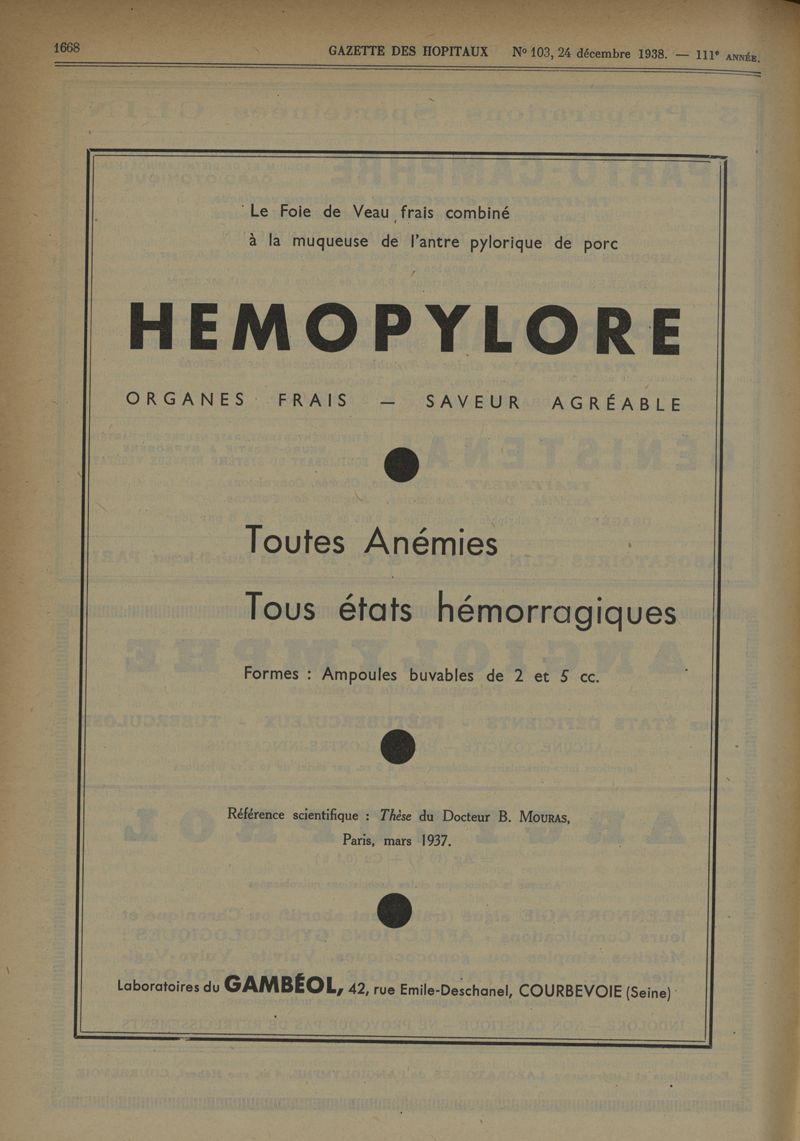 1668
GAZETTE DES HOPITAUX N° 103, 24 décembre 1938. — 111e ANNÉE.
Le Foie de Veau frais combiné
à la muqueuse de l'antre pylorique de porc
HEMOPYLORE
ORGANES FRAIS — SAVEUR AGRÉABLE
Toutes Anémies
Tous états hémorragiques
Formes : Ampoules buvables de 2 et 5 cc.
Référence scientifique : Thèse du Docteur B. MOURAS,
Paris, mars 1937.
Laboratoires du GAMBÉOL, 42, rue Emile-Deschanel, COURBEVOIE (Seine)